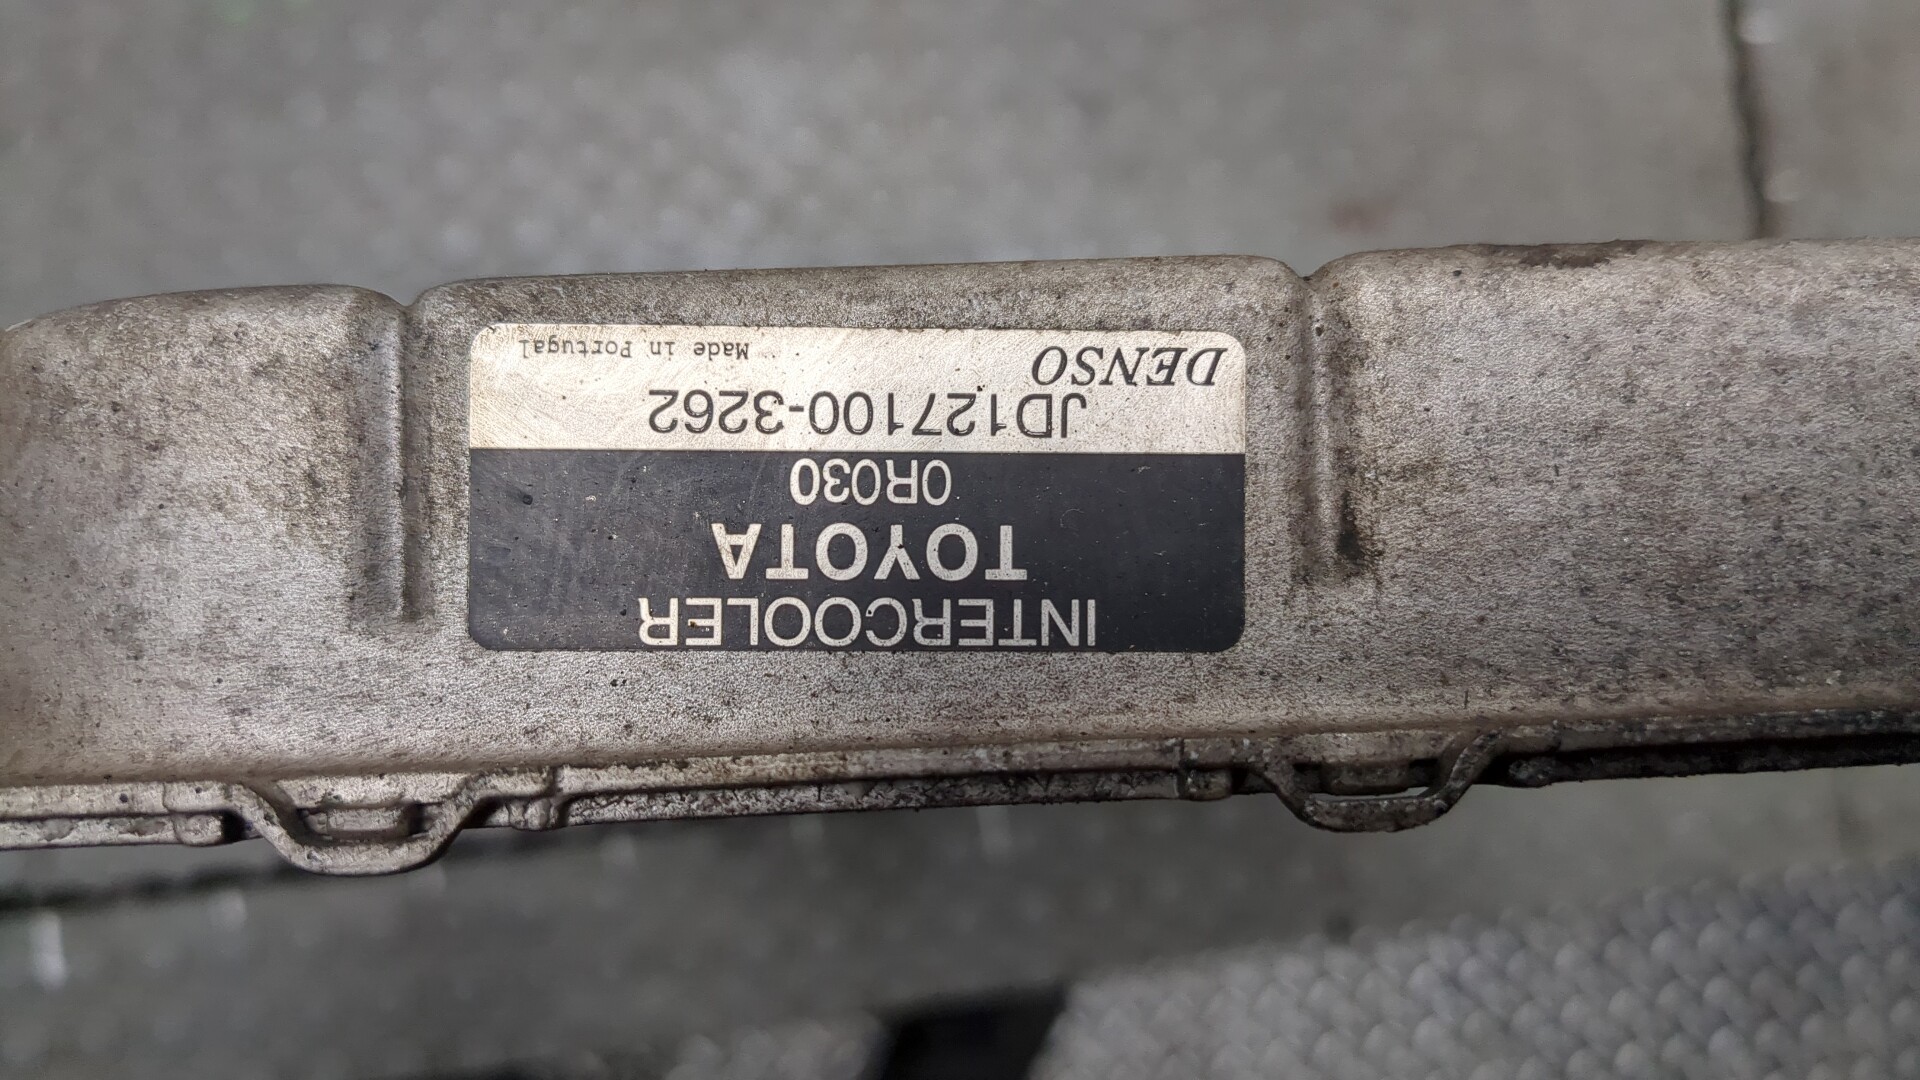 INTERCOOLER
TOYOTA
0R030
JD127100-3262
DENSO Made in Portugal